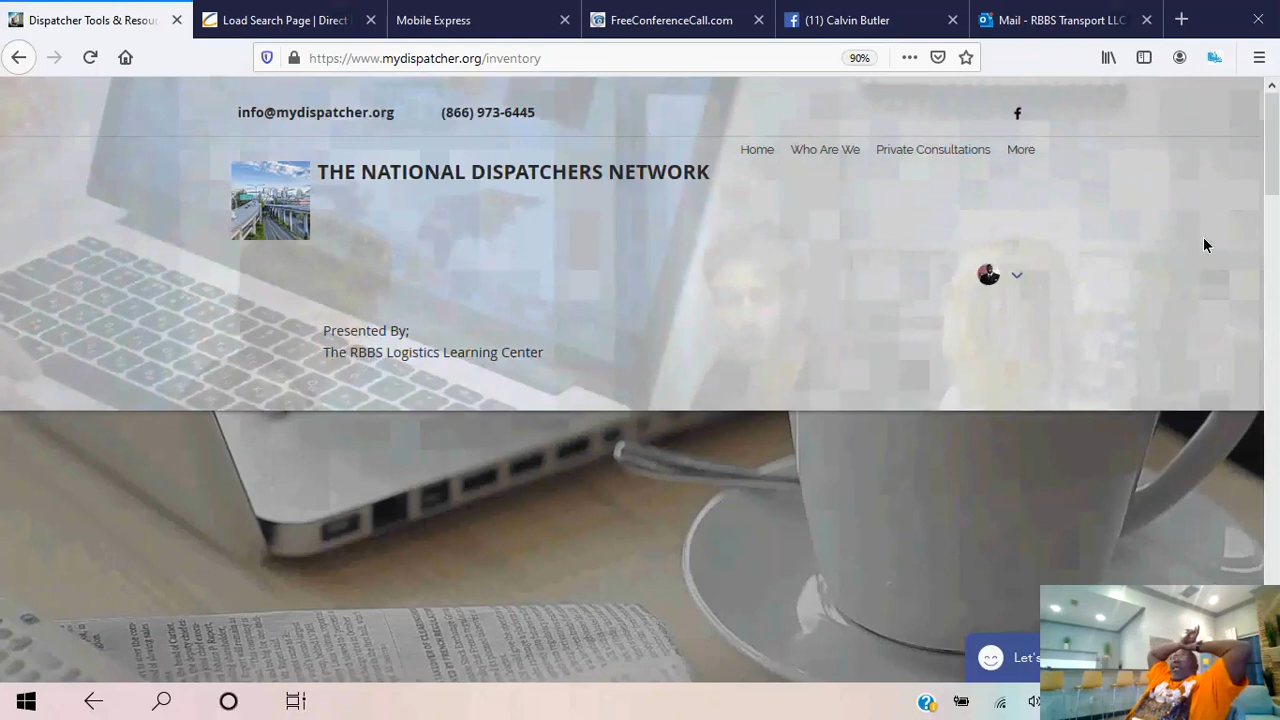 Dispatcher Tools & Resou
Load Search Page | Direct
Mobile Express
FreeConferenceCall.com
(11) Calvin Butler
Mail - RBBS Transport LLC
https://www.mydispatcher.org/inventory
90%
info@mydispatcher.org
(866) 973-6445
Home
Who Are We
Private Consultations
More
THE NATIONAL DISPATCHERS NETWORK
Presented By;
The RBBS Logistics Learning Center
Let's